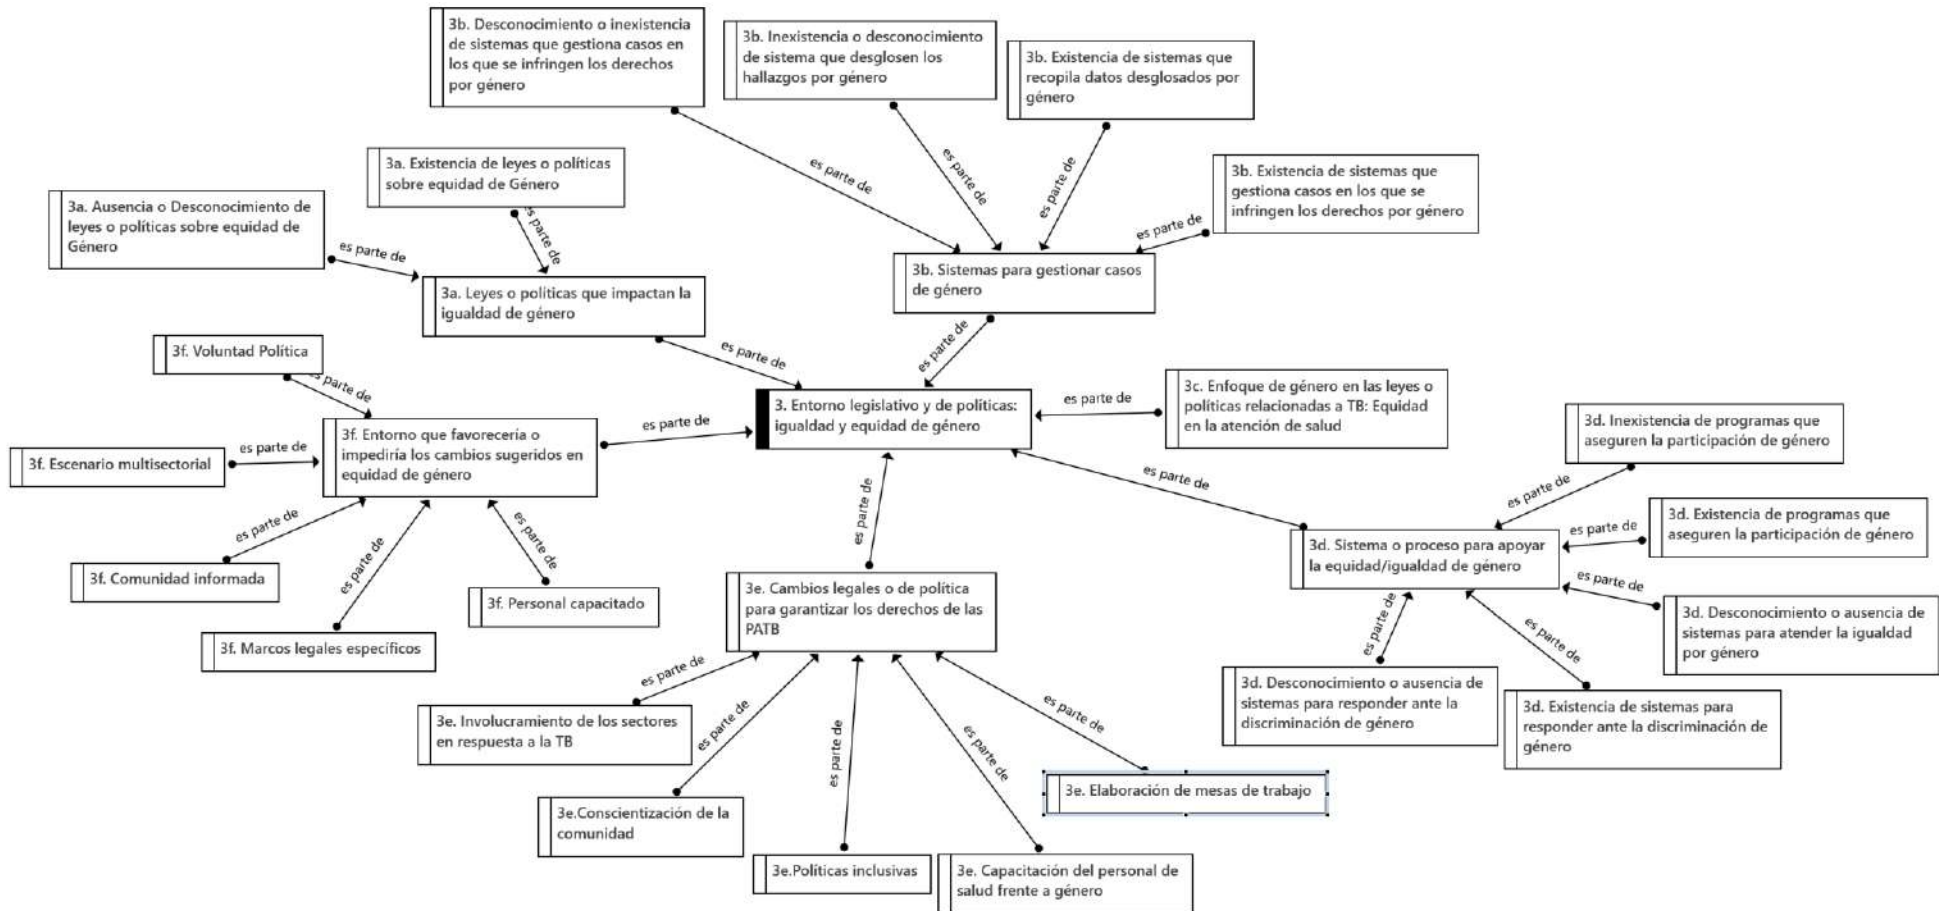 3b. Desconocimiento o inexistencia
de sistemas que gestiona casos en
los que se infringen los derechos
por género
3b. Inexistencia o desconocimiento
de sistema que desglosen los
hallazgos por género
3b. Existencia de sistemas que
recopila datos desglosados por
género
es parte de
es parte de
es parte de
3b. Existencia de sistemas que
gestiona casos en los que se
infringen los derechos por género
es parte de
3a. Existencia de leyes o políticas
sobre equidad de Género
es parte de
3a. Ausencia o Desconocimiento de
leyes o políticas sobre equidad de
Género
es parte de
3b. Sistemas para gestionar casos
de género
es parte de
3a. Leyes o políticas que impactan la
igualdad de género
es parte de
3f. Voluntad Política
es parte de
3. Entorno legislativo y de políticas:
igualdad y equidad de género
es parte de
3c. Enfoque de género en las leyes o
políticas relacionadas a TB: Equidad
en la atención de salud
3f. Entorno que favorecería o
impediría los cambios sugeridos en
equidad de género
es parte de
3f. Escenario multisectorial
es parte de
es parte de
3f. Comunidad informada
es parte de
3f. Marcos legales específicos
es parte de
3f. Personal capacitado
es parte de
3d. Inexistencia de programas que
aseguren la participación de género
es parte de
3d. Existencia de programas que
aseguren la participación de género
es parte de
3d. Sistema o proceso para apoyar
la equidad/igualdad de género
es parte de
es parte de
3d. Desconocimiento o ausencia de
sistemas para atender la igualdad
por género
es parte de
3d. Desconocimiento o ausencia de
sistemas para responder ante la
discriminación de género
es parte de
3d. Existencia de sistemas para
responder ante la discriminación de
género
es parte de
3e. Cambios legales o de política
para garantizar los derechos de las
PATB
es parte de
3e. Involucramiento de los sectores
en respuesta a la TB
es parte de
3e.Conscientización de la
comunidad
es parte de
3e.Políticas inclusivas
es parte de
3e. Capacitación del personal de
salud frente a género
es parte de
3e. Elaboración de mesas de trabajo